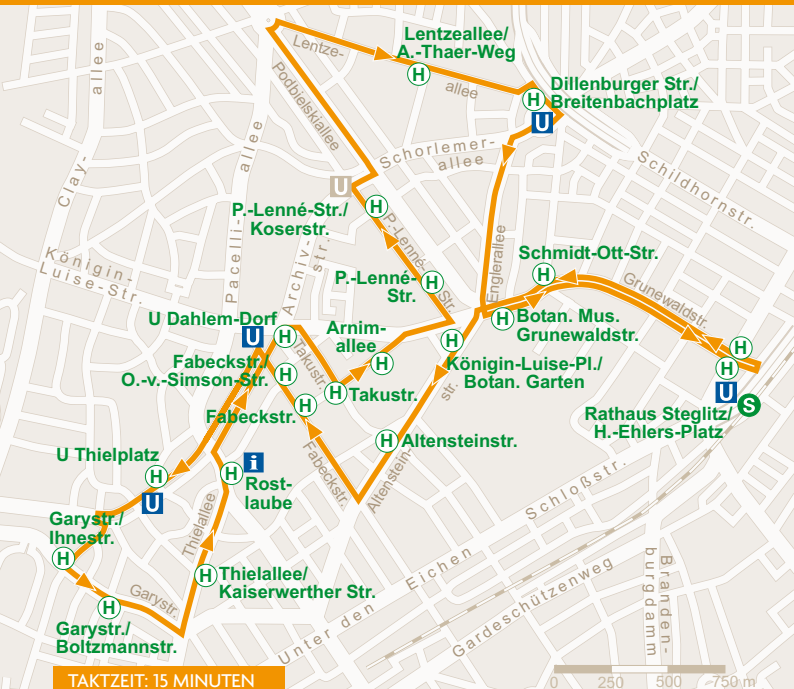 Lentzeallee/
A.-Thaer-Weg
Lentze-
allee
Dillenburger Str./
Breitenbachplatz
U
H
H
Podbielskiallee
Clay-
allee
Pacelli-
allee
Schorlemer-
allee
Schildhornstr.
U
P.-Lenné-Str./
Koserstr.
H
P.-Lenné-
Str.
Königin-
Luise-Str.
Archiv-
str.
Englerallee
Schmidt-Ott-Str.
H
Grunewaldstr.
P.-Lenné-
Str.
H
U Dahlem-Dorf
U
H
Arnim-
allee
H
H
Botan. Mus.
Grunewaldstr.
H
Königin-Luise-Pl./
Botan. Garten
H
H
U
S
Rathaus Steglitz/
H.-Ehlers-Platz
Fabeckstr./
O.-v.-Simson-Str.
H
Takustr.
H
Takustr.
Fabeckstr.
H
Fabeckstr.
H
Altensteinstr.
Altenstein-
str.
U Thielplatz
H
U
i
H
Rost-
laube
Schloßstr.
Garystr./
Ihnestr.
H
Thielallee
H
Thielallee/
Kaiserwerther Str.
Garystr.
H
Garystr./
Boltzmannstr.
Unter den Eichen
Gardeschützenweg
Branden-
burgdamm
TAKTZEIT: 15 MINUTEN
0 250 500 750 m